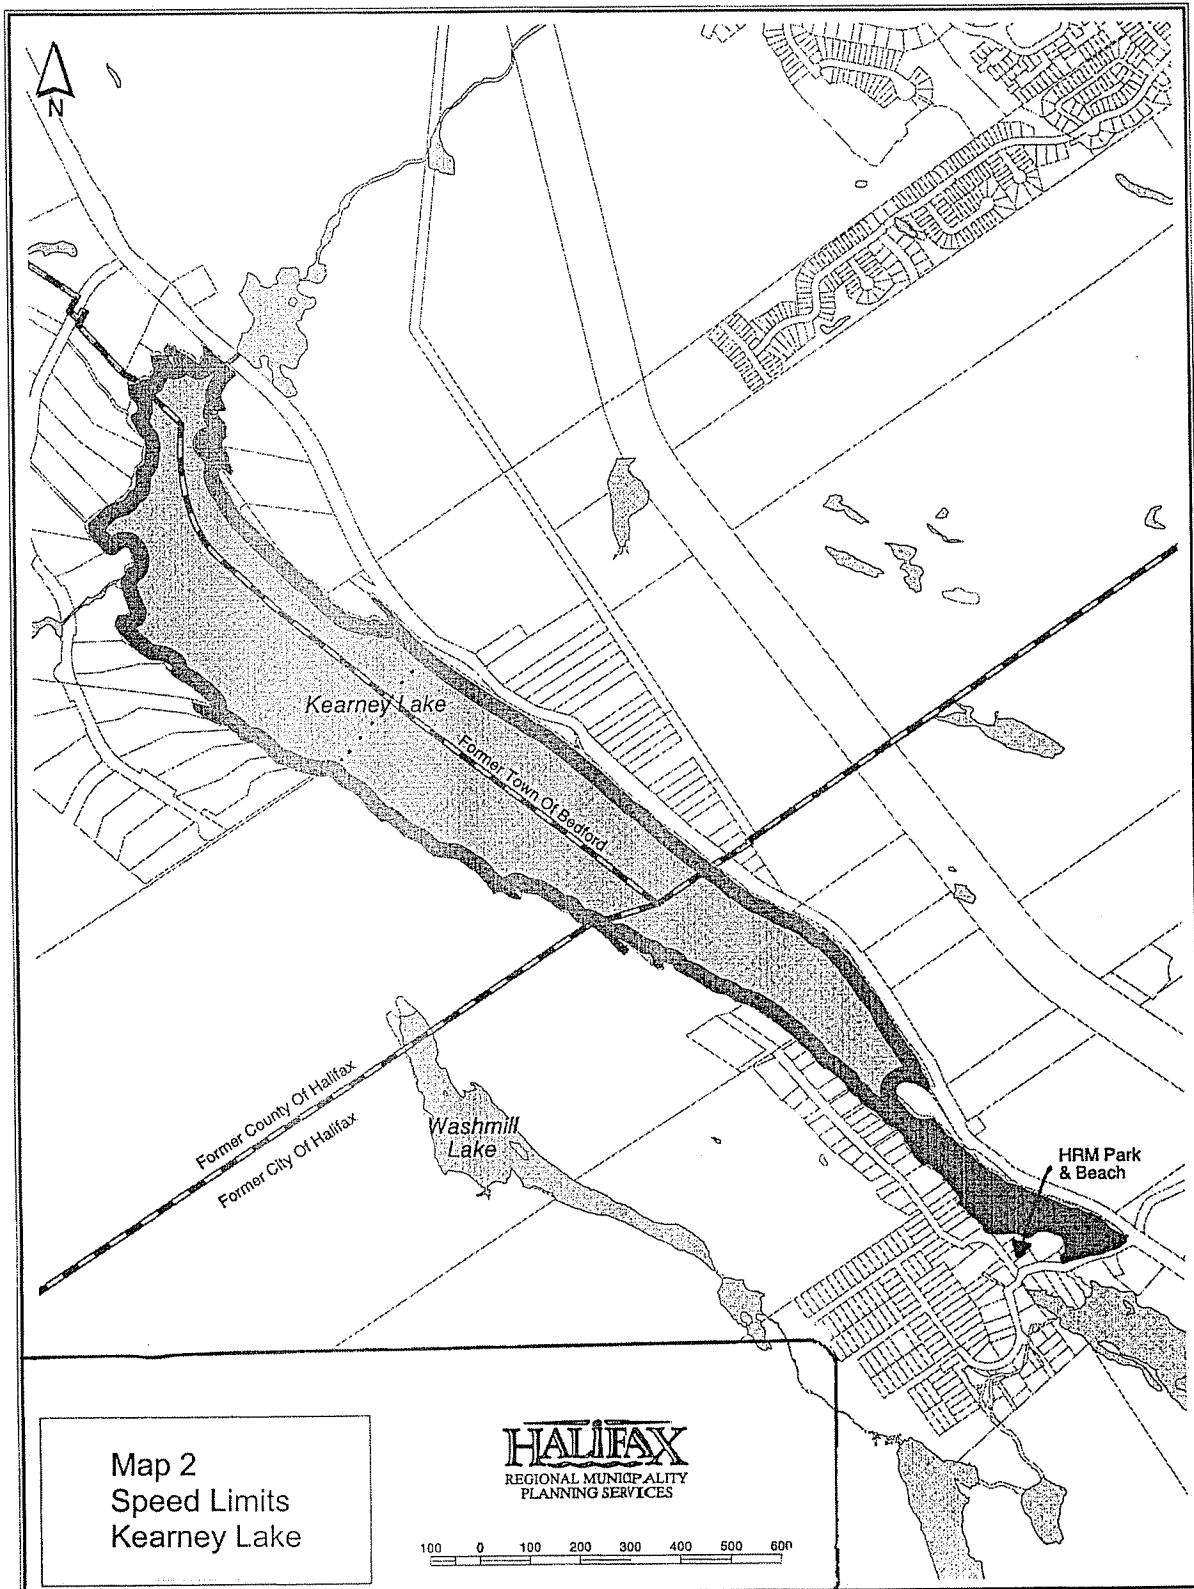 N
Kearney Lake
Former Town Of Bedford
Former County Of Halifax
Former City Of Halifax
Washmill
Lake
HRM Park
& Beach
Map 2
Speed Limits
Kearney Lake
HALIFAX
REGIONAL MUNICIPALITY
PLANNING SERVICES
100 0 100 200 300 400 500 600